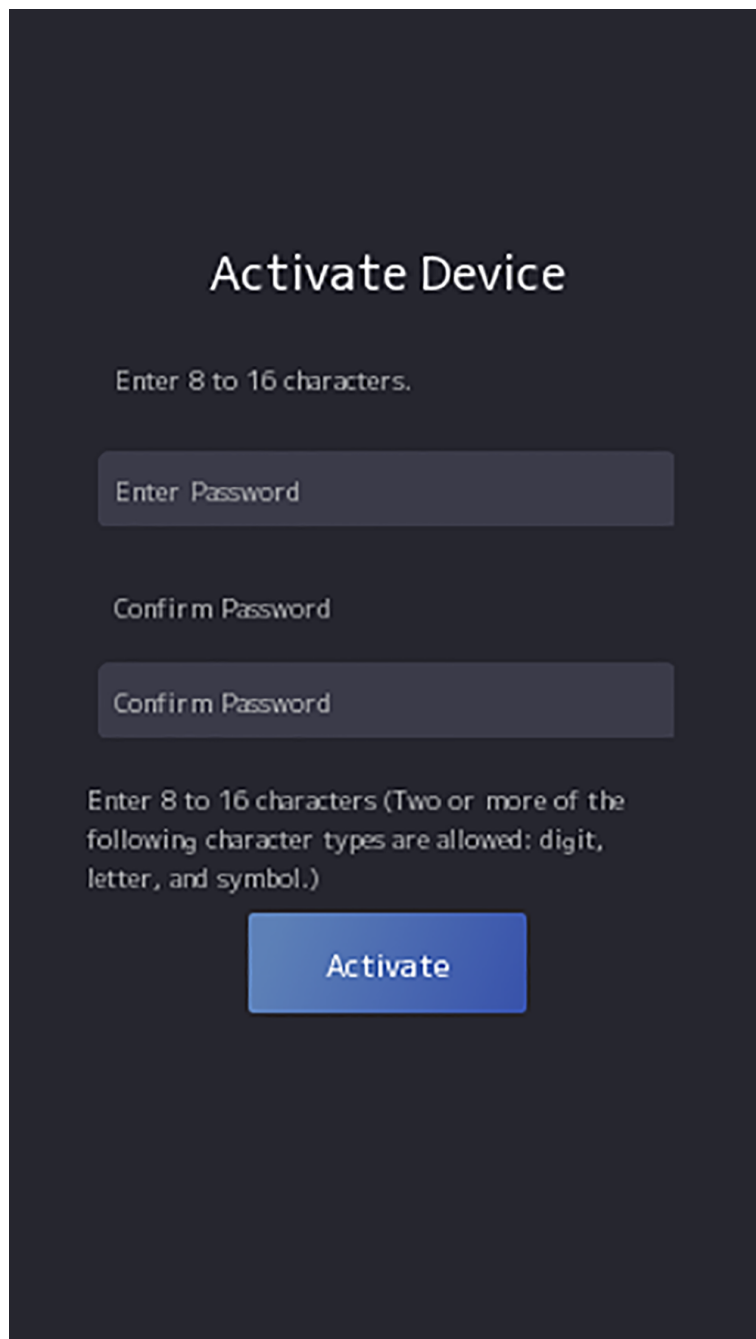 Activate Device
Enter 8 to 16 characters.
Enter Password
Confirm Password
Confirm Password
Enter 8 to 16 characters (Two or more of the
following character types are allowed: digit,
letter, and symbol.)
Activate